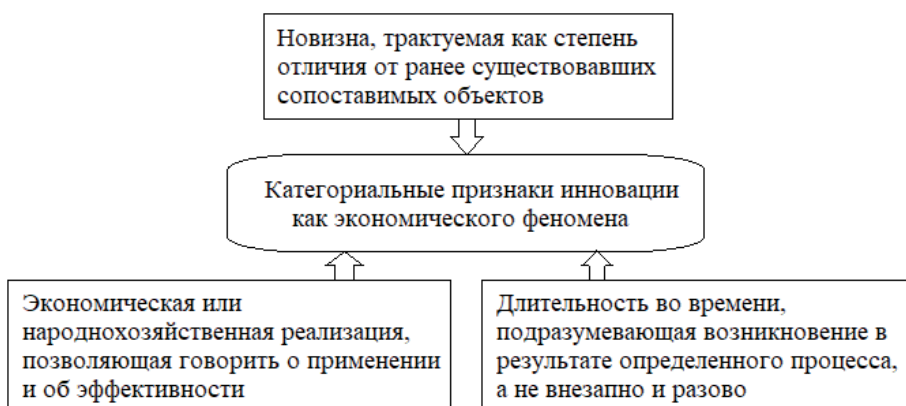 Новизна, трактуемая как степень
отличия от ранее существовавших
сопоставимых объектов
Категориальные признаки инновации
как экономического феномена
Экономическая или
народнохозяйственная реализация,
позволяющая говорить о применении
и об эффективности
Длительность во времени,
подразумевающая возникновение в
результате определенного процесса,
а не внезапно и разово